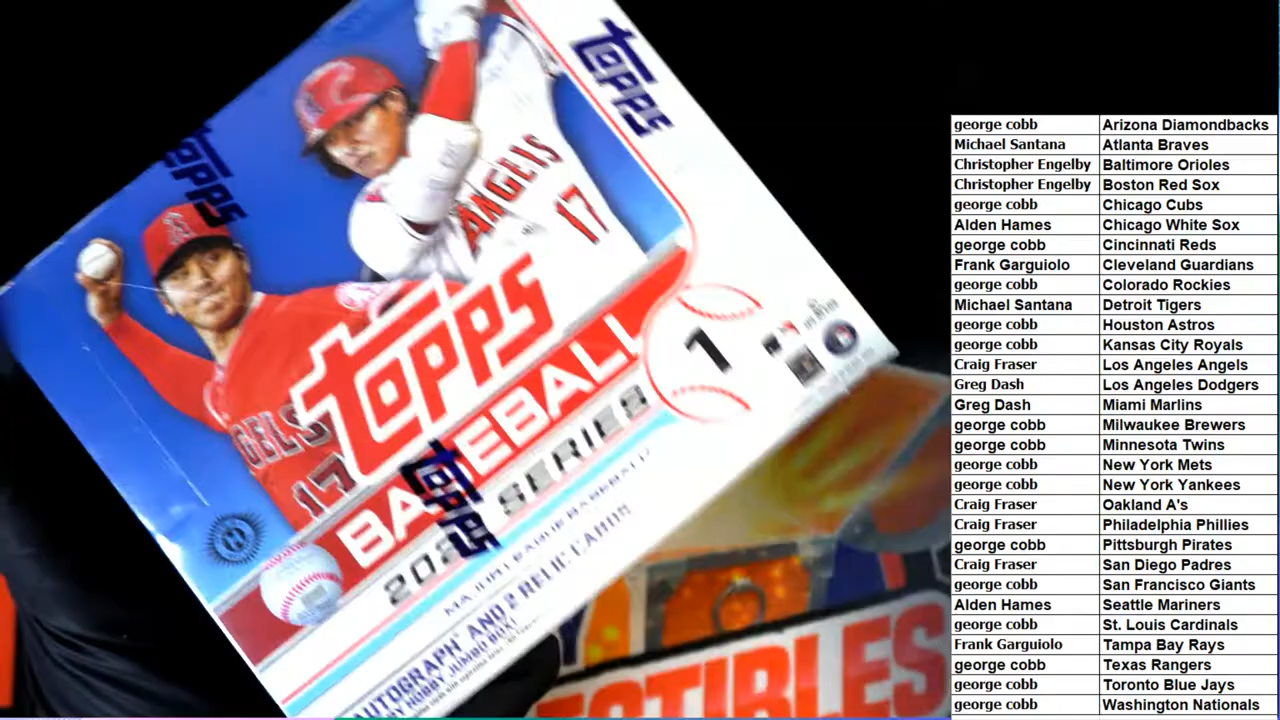 topps
topps
ANGELS
17
ANGELS
17
topps
BASEBALL
SERIES
1
topps
MAJOR LEAGUE BASEBALL
AUTOGRAPH AND 2 RELIC CARDS
HOBBY JUMBO BOX!
george cobb Arizona Diamondbacks
Michael Santana Atlanta Braves
Christopher Engelby Baltimore Orioles
Christopher Engelby Boston Red Sox
george cobb Chicago Cubs
Alden Hames Chicago White Sox
george cobb Cincinnati Reds
Frank Garguiolo Cleveland Guardians
george cobb Colorado Rockies
Michael Santana Detroit Tigers
george cobb Houston Astros
george cobb Kansas City Royals
Craig Fraser Los Angeles Angels
Greg Dash Los Angeles Dodgers
Greg Dash Miami Marlins
george cobb Milwaukee Brewers
george cobb Minnesota Twins
george cobb New York Mets
george cobb New York Yankees
Craig Fraser Oakland A's
Craig Fraser Philadelphia Phillies
george cobb Pittsburgh Pirates
Craig Fraser San Diego Padres
george cobb San Francisco Giants
Alden Hames Seattle Mariners
george cobb St. Louis Cardinals
Frank Garguiolo Tampa Bay Rays
george cobb Texas Rangers
george cobb Toronto Blue Jays
george cobb Washington Nationals